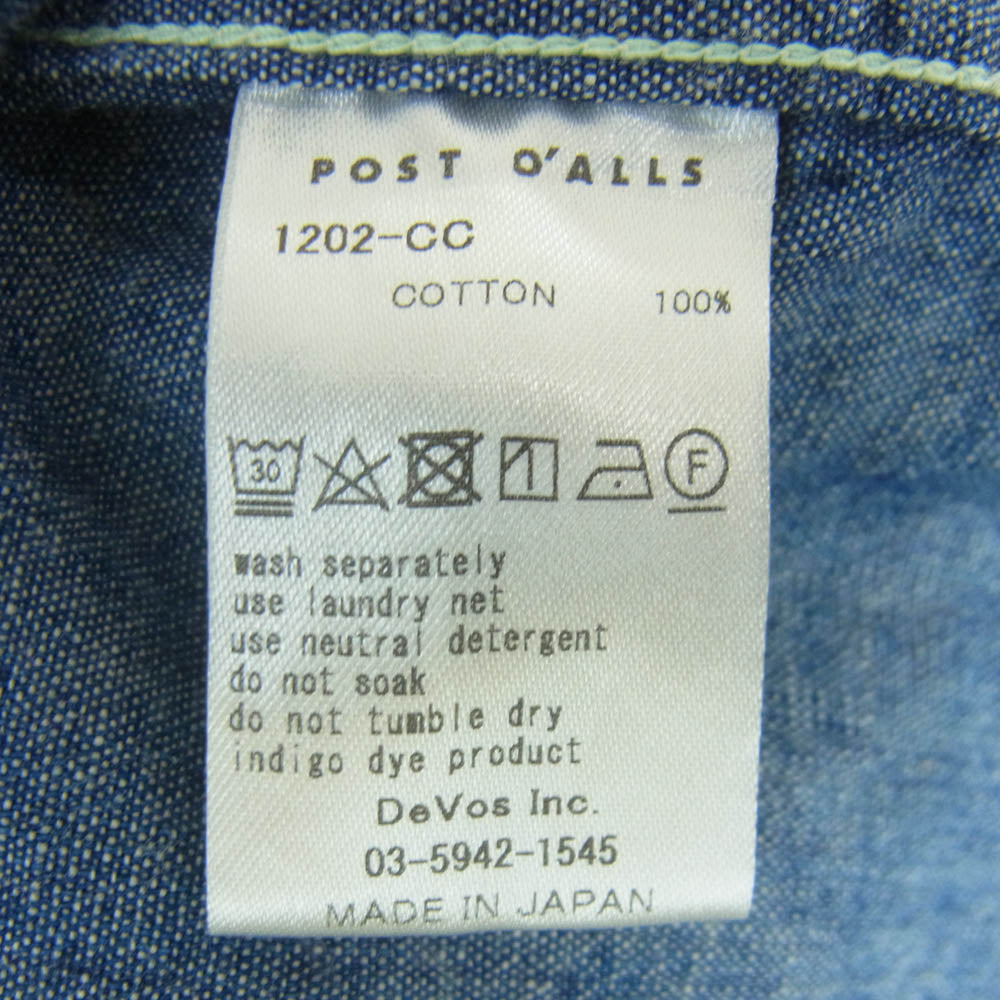 POST O'ALLS
1202-CC
COTTON 100%
30 F
wash separately
use laundry net
use neutral detergent
do not soak
do not tumble dry
indigo dye product
DeVos Inc.
03-5942-1545
MADE IN JAPAN